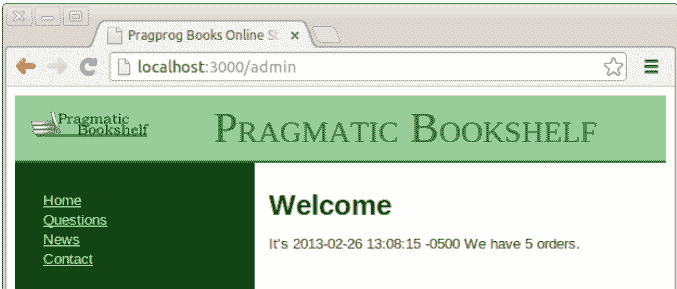 Pragprog Books Online St
localhost:3000/admin
Pragmatic
Bookshelf
PRAGMATIC BOOKSHELF
Home
Questions
News
Contact
Welcome
It's 2013-02-26 13:08:15 -0500 We have 5 orders.